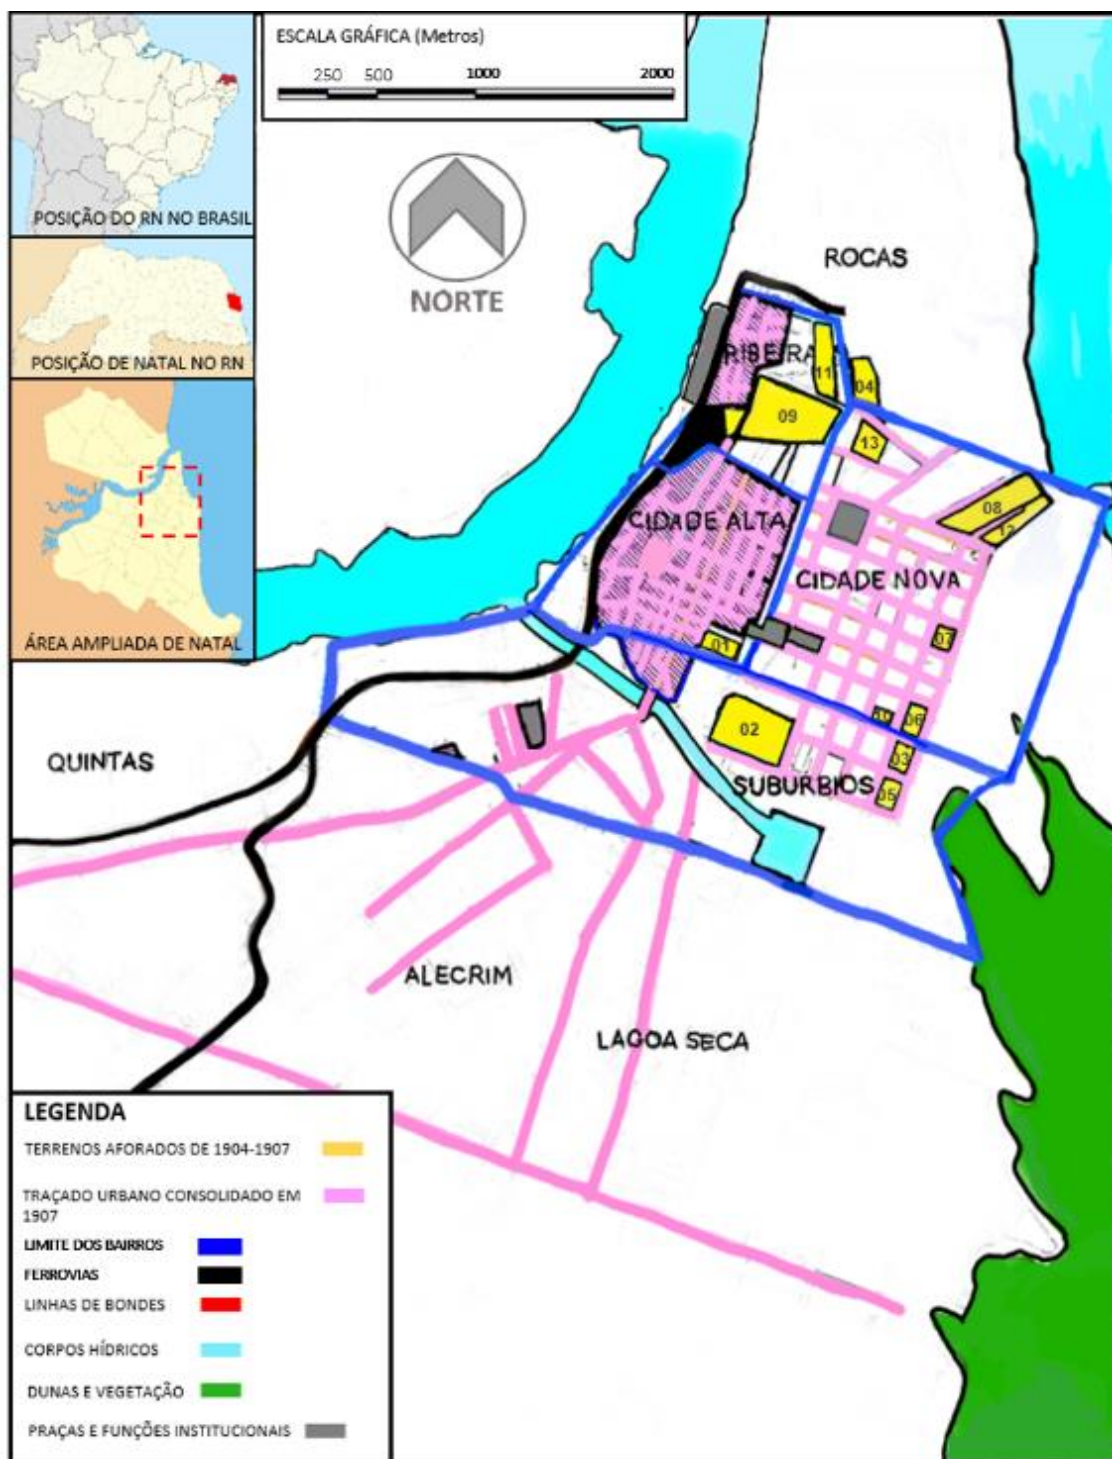 ESCALA GRÁFICA (Metros)
250 500 1000 2000
POSIÇÃO DO RN NO BRASIL
POSIÇÃO DE NATAL NO RN
ÁREA AMPLIADA DE NATAL
NORTE
ROCAS
RIBEIRA
11
04
09
13
08
12
CIDADE ALTA
CIDADE NOVA
07
01
02
10
06
03
05
SUBURBIOS
QUINTAS
ALECRIM
LAGOA SECA
LEGENDA
TERRENOS AFORADOS DE 1904-1907
TRAÇADO URBANO CONSOLIDADO EM
1907
LIMITE DOS BAIRROS
FERROVIAS
LINHAS DE BONDES
CORPOS HÍDRICOS
DUNAS E VEGETAÇÃO
PRAÇAS E FUNÇÕES INSTITUCIONAIS